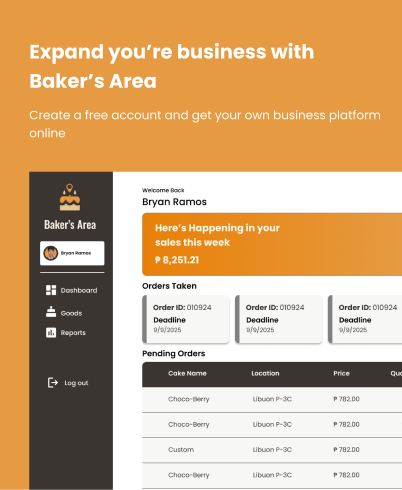 Expand you're business with
Baker's Area
Create a free account and get your own business platform
online
Baker's Area
Bryan Ramos
Dashboard
Goods
Reports
Log out
Welcome Back
Bryan Ramos
Here's Happening in your
sales this week
₱ 8,251.21
Orders Taken
Order ID: 010924
Deadline
9/9/2025
Order ID: 010924
Deadline
9/9/2025
Order ID: 010924
Deadline
9/9/2025
Pending Orders
Cake Name Location Price
Choco-Berry Libuon P-3C ₱ 782.00
Choco-Berry Libuon P-3C ₱ 782.00
Custom Libuon P-3C ₱ 782.00
Choco-Berry Libuon P-3C ₱ 782.00